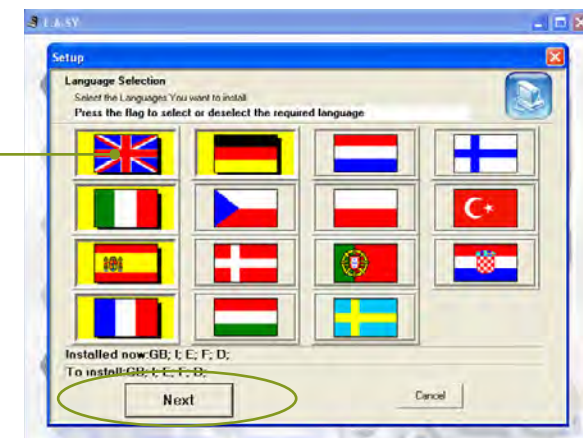 E.A.SY.
Setup
Language Selection
Select the Languages You want to install
Press the flag to select or deselect the required language
Installed now:GB; I; E; F; D;
To install:GB; I; E; F; D;
Next
Cancel